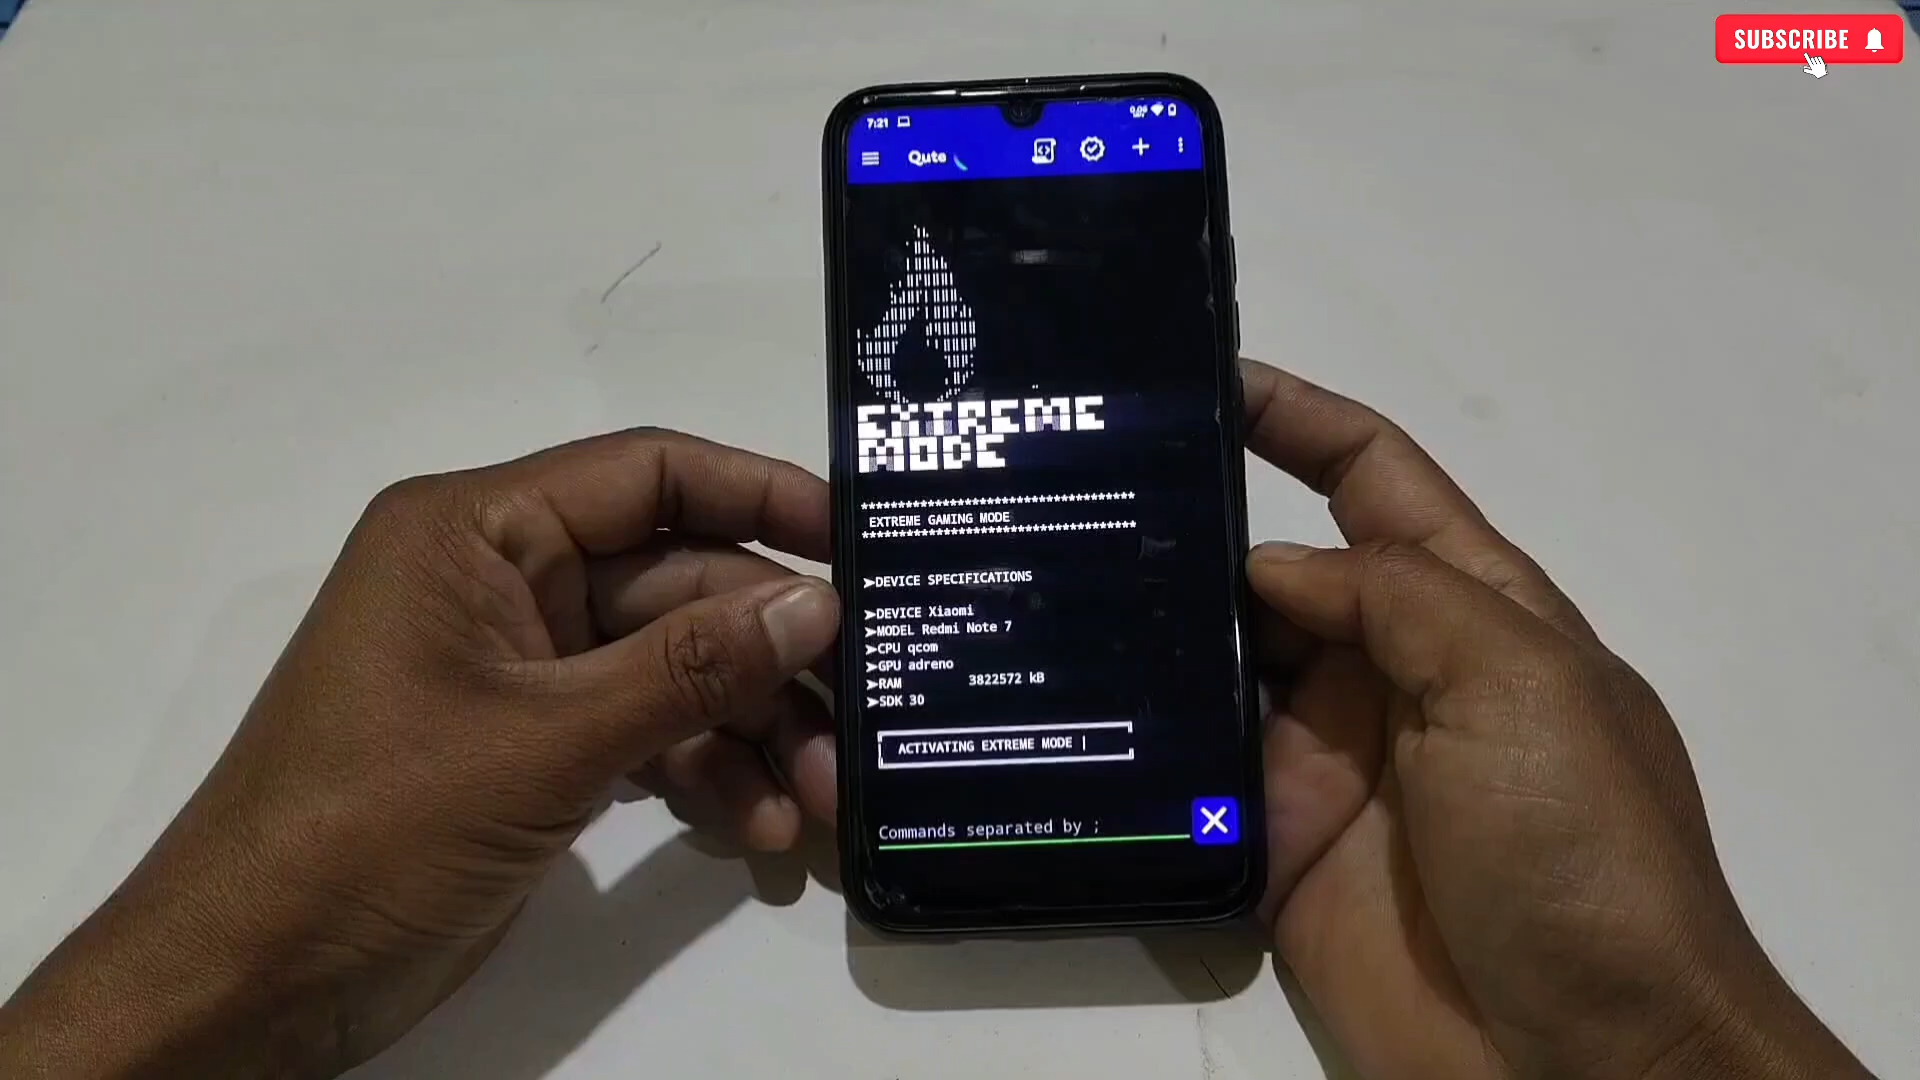 SUBSCRIBE
7:21
Qute
EXTREME
MODE
*************************************
EXTREME GAMING MODE
*************************************
➤DEVICE SPECIFICATIONS
➤DEVICE Xiaomi
➤MODEL Redmi Note 7
➤CPU qcom
➤GPU adreno
➤RAM 3822572 kB
➤SDK 30
ACTIVATING EXTREME MODE |
Commands separated by ;